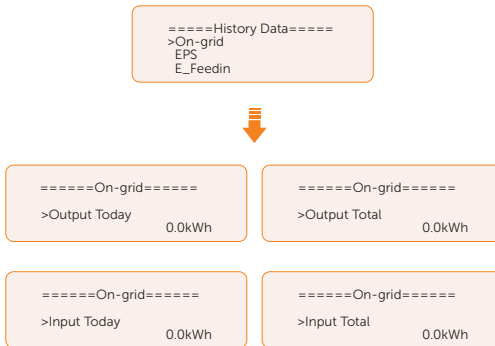 =====History Data=====
>On-grid
EPS
E_Feedin
======On-grid======
>Output Today
0.0kWh
======On-grid======
>Output Total
0.0kWh
======On-grid======
>Input Today
0.0kWh
======On-grid======
>Input Total
0.0kWh